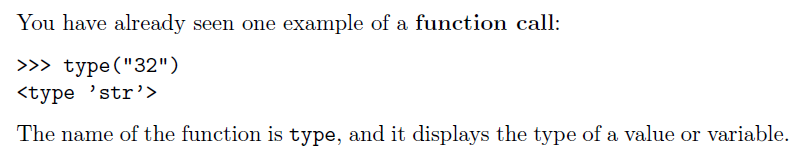 You have already seen one example of a function call:
>>> type("32")
<type 'str'>
The name of the function is type, and it displays the type of a value or variable.